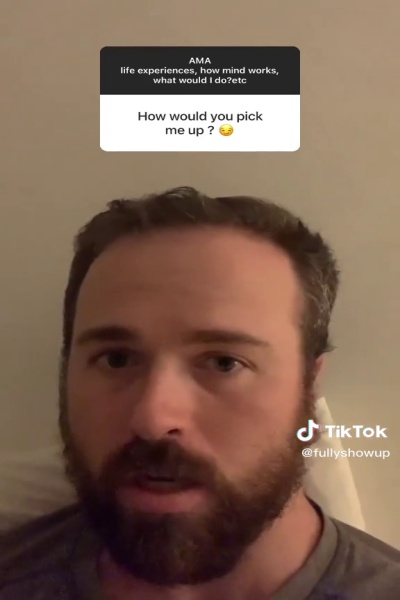 AMA
life experiences, how mind works,
what would I do?etc
How would you pick
me up ? 😏
TikTok
@fullyshowup